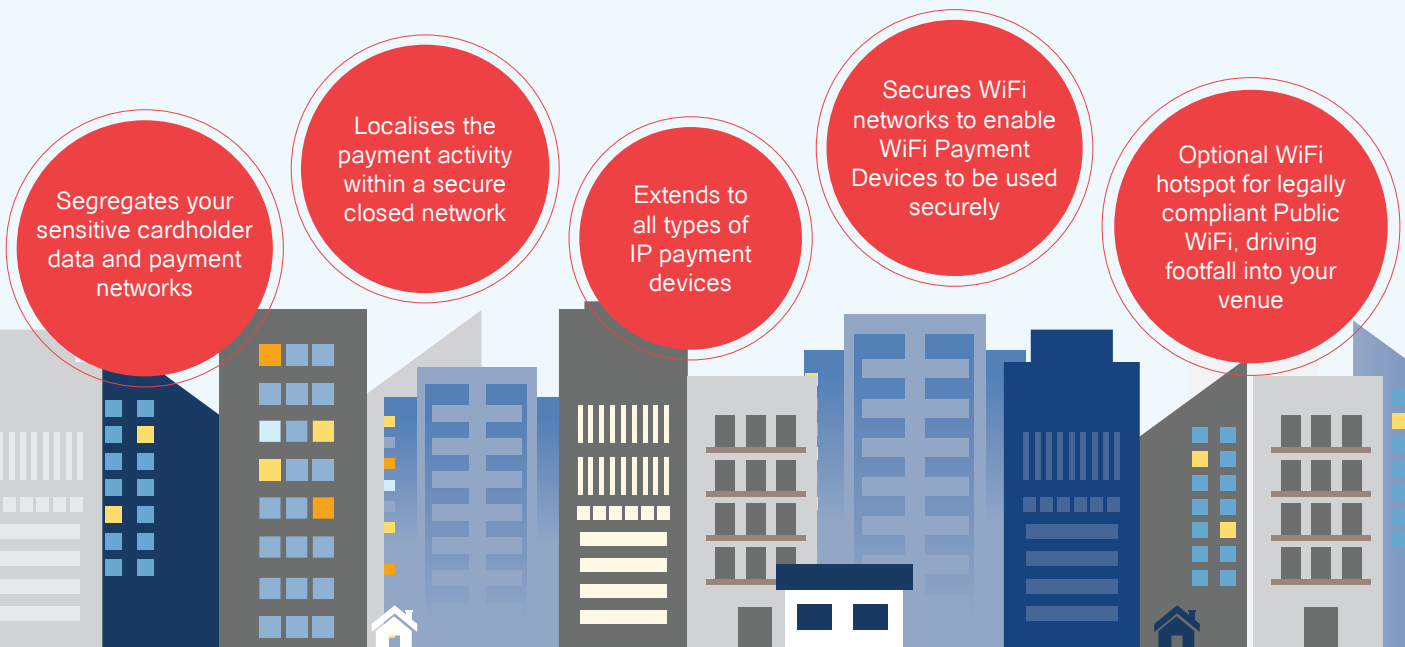 Segregates your
sensitive cardholder
data and payment
networks
Localises the
payment activity
within a secure
closed network
Extends to
all types of
IP payment
devices
Secures WiFi
networks to enable
WiFi Payment
Devices to be used
securely
Optional WiFi
hotspot for legally
compliant Public
WiFi, driving
footfall into your
venue